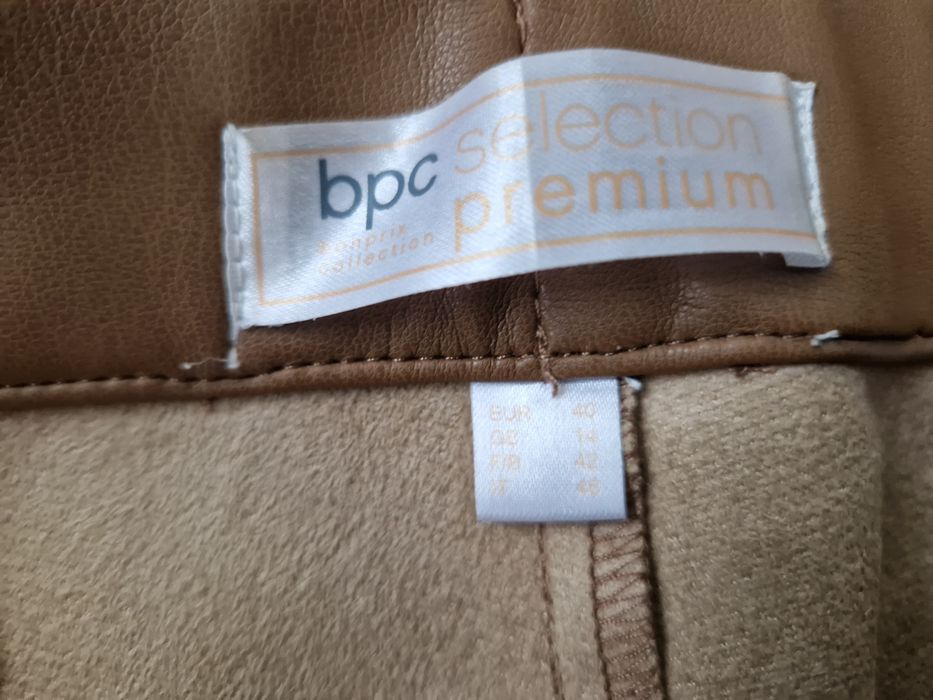 bpc selection
premium
bonprix
collection
EUR 40
GB 14
F/B 42
IT 46